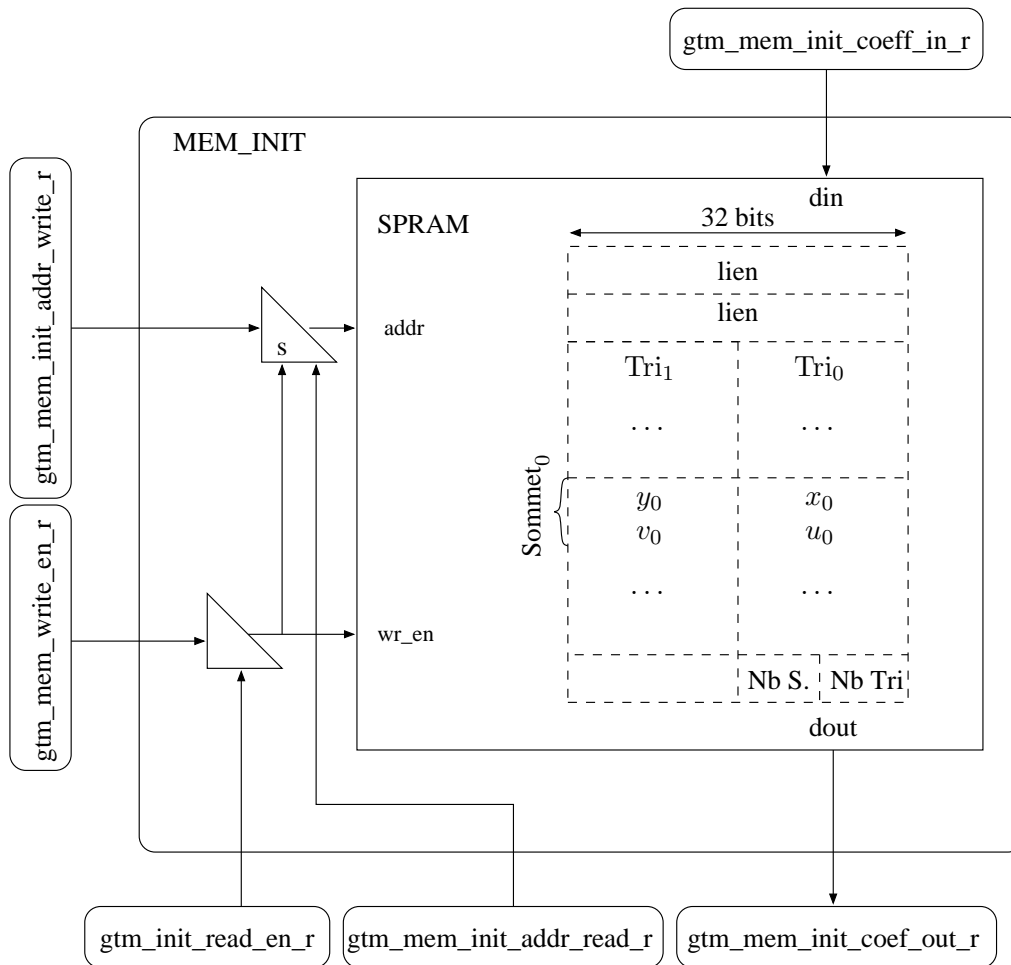 gtm_mem_init_coeff_in_r
MEM_INIT
gtm_mem_init_addr_write_r
din
SPRAM
32 bits
lien
lien
s
addr
Tri₁ Tri₀
... ...
Sommet₀
y₀ x₀
v₀ u₀
... ...
gtm_mem_write_en_r
wr_en
Nb S. Nb Tri
dout
gtm_init_read_en_r
gtm_mem_init_addr_read_r
gtm_mem_init_coef_out_r